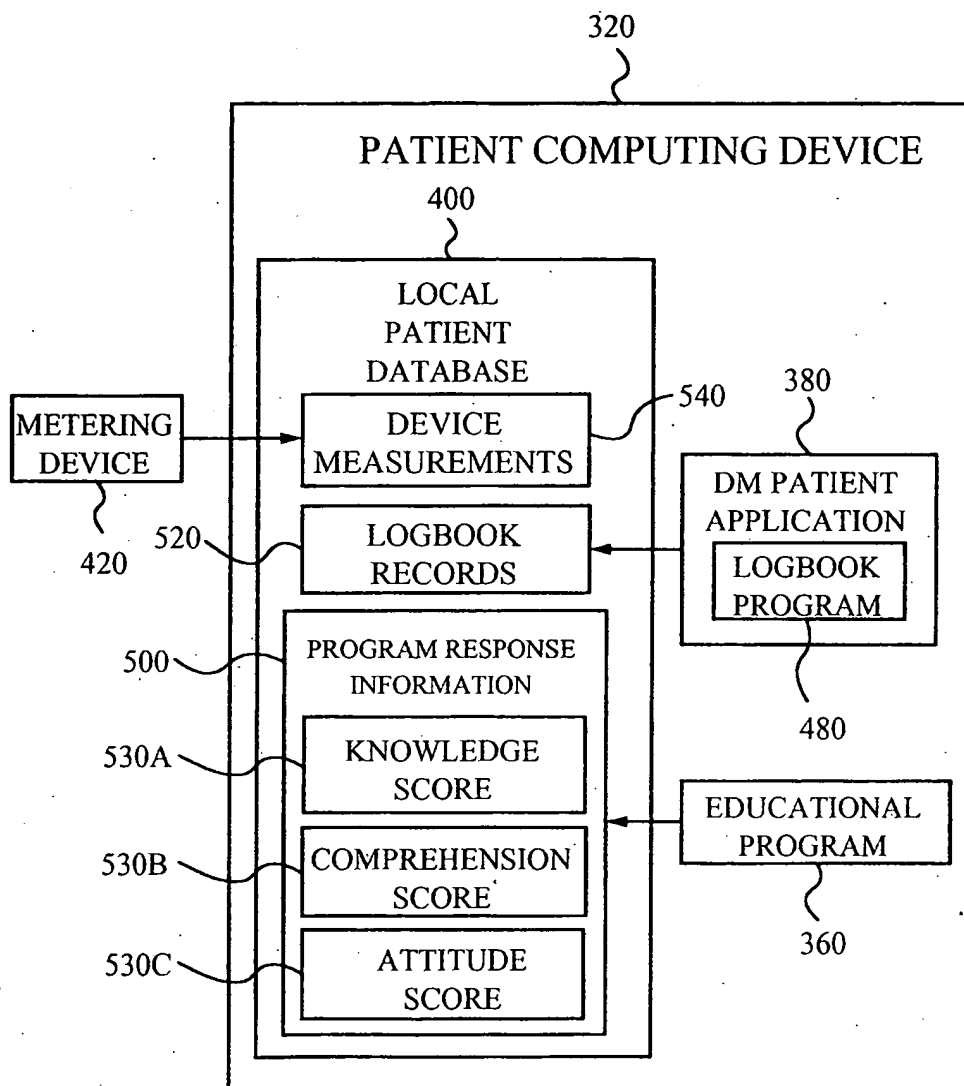 320
PATIENT COMPUTING DEVICE
400
LOCAL
PATIENT
DATABASE
METERING
DEVICE
420
DEVICE
MEASUREMENTS
540
520
LOGBOOK
RECORDS
380
DM PATIENT
APPLICATION
LOGBOOK
PROGRAM
480
500
PROGRAM RESPONSE
INFORMATION
530A
KNOWLEDGE
SCORE
530B
COMPREHENSION
SCORE
530C
ATTITUDE
SCORE
EDUCATIONAL
PROGRAM
360